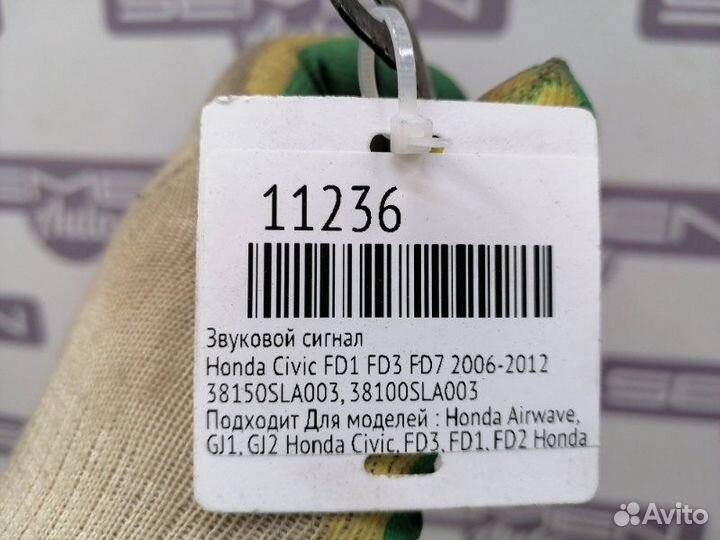 11236
Звуковой сигнал
Honda Civic FD1 FD3 FD7 2006-2012
38150SLA003, 38100SLA003
Подходит Для моделей : Honda Airwave,
GJ1, GJ2 Honda Civic, FD3, FD1, FD2 Honda
Avito